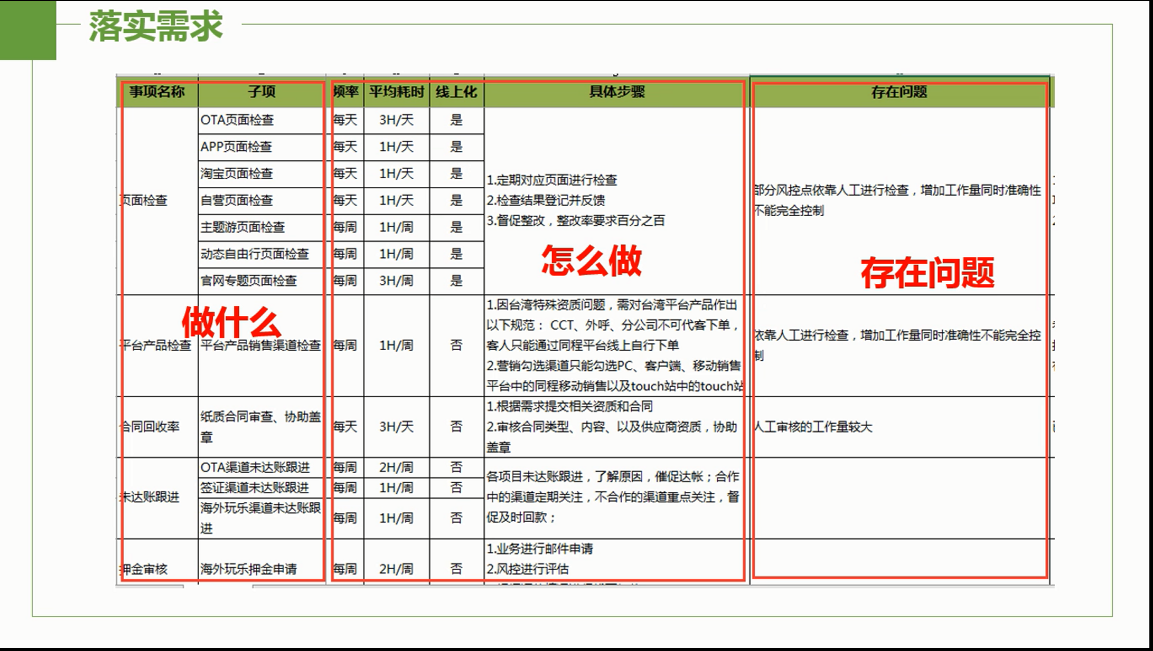 落实需求
事项名称 子项 频率 平均耗时 线上化 具体步骤 存在问题
页面检查
OTA页面检查 每天 3H/天 是
APP页面检查 每天 1H/天 是
淘宝页面检查 每天 1H/天 是
自营页面检查 每天 1H/天 是
主题游页面检查 每周 1H/周 是
动态自由行页面检查 每周 1H/周 是
官网专题页面检查 每周 3H/周 是
1.定期对应页面进行检查
2.检查结果登记并反馈
3.督促整改，整改率要求百分之百
部分风控点依靠人工进行检查，增加工作量同时准确性
不能完全控制
做什么
怎么做
存在问题
平台产品检查 平台产品销售渠道检查 每周 1H/周 否
1.因台湾特殊资质问题，需对台湾平台产品作出
以下规范： CCT、外呼、分公司不可代客下单，
客人只能通过同程平台线上自行下单
2.营销勾选渠道只能勾选PC、客户端、移动销售
平台中的同程移动销售以及touch站中的touch站
依靠人工进行检查，增加工作量同时准确性不能完全控
制
合同回收率
纸质合同审查、协助盖
章
每天 3H/天 否
1.根据需求提交相关资质和合同
2.审核合同类型、内容、以及供应商资质，协助
盖章
人工审核的工作量较大
未达账跟进
OTA渠道未达账跟进 每周 2H/周 否
签证渠道未达账跟进 每周 1H/周 否
海外玩乐渠道未达账跟
进
每周 1H/周 否
各项目未达账跟进，了解原因，催促达帐；合作
中的渠道定期关注，不合作的渠道重点关注，督
促及时回款；
押金审核 海外玩乐押金申请 每周 2H/周 否
1.业务进行邮件申请
2.风控进行评估